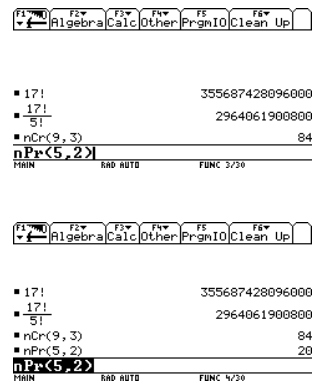 F1 F2 Algebra F3 Calc F4 Other F5 PrgmIO F6 Clean Up
17! 355687428096000
17!
5! 2964061900800
nCr(9,3) 84
nPr(5,2)
MAIN RAD AUTO FUNC 3/30
F1 F2 Algebra F3 Calc F4 Other F5 PrgmIO F6 Clean Up
17! 355687428096000
17!
5! 2964061900800
nCr(9,3) 84
nPr(5,2) 20
nPr(5,2)
MAIN RAD AUTO FUNC 4/30